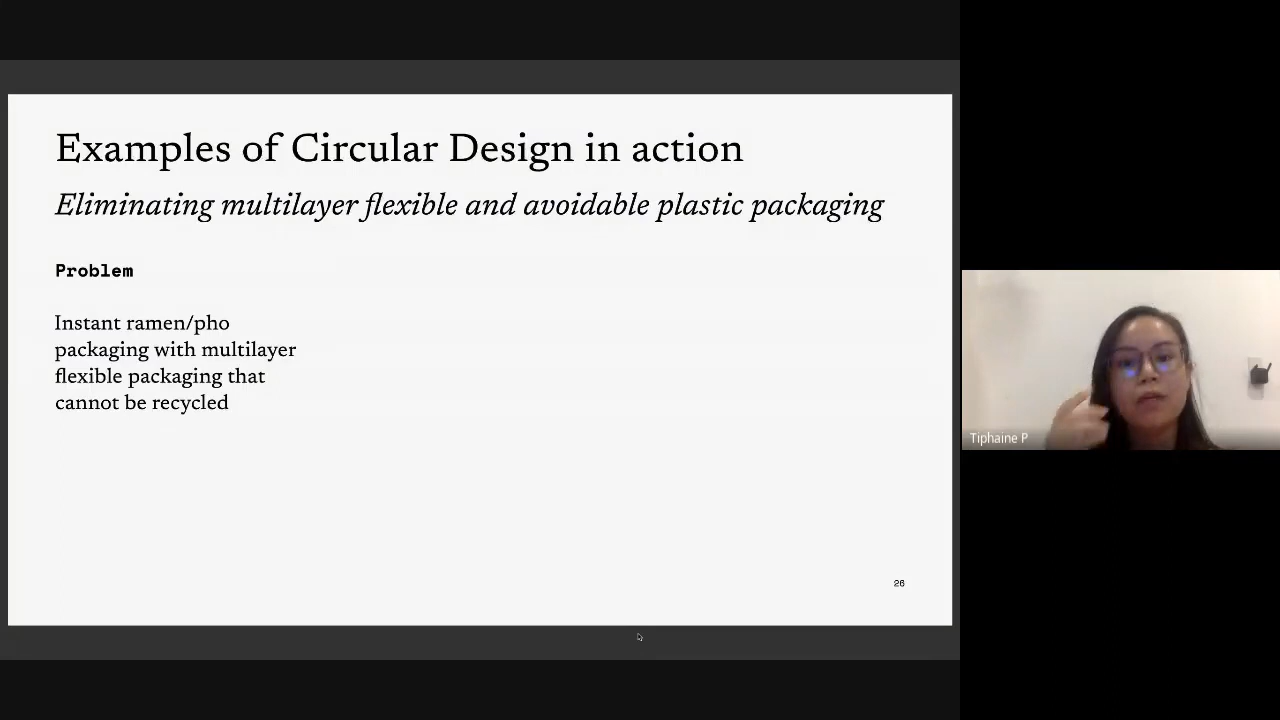 Examples of Circular Design in action
Eliminating multilayer flexible and avoidable plastic packaging
Problem
Instant ramen/pho
packaging with multilayer
flexible packaging that
cannot be recycled
26
Tiphaine P